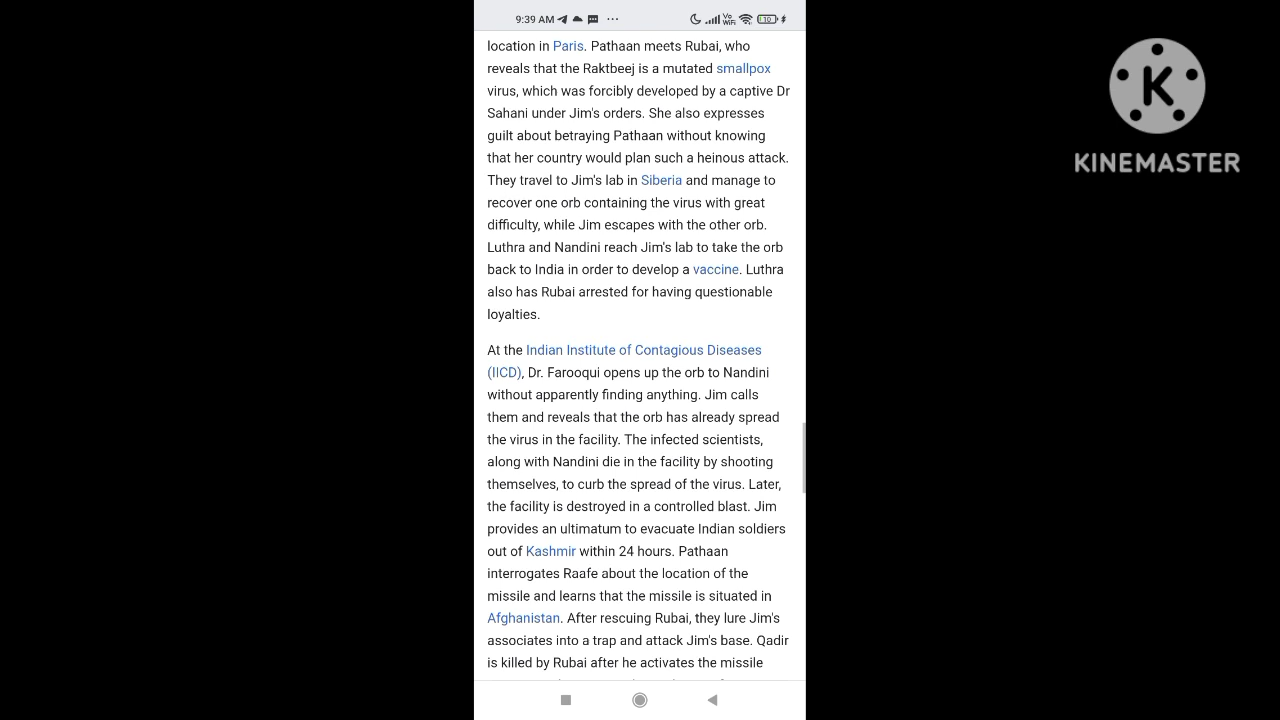 9:39 AM
Vo WiFi
10
location in Paris. Pathaan meets Rubai, who
reveals that the Raktbeej is a mutated smallpox
virus, which was forcibly developed by a captive Dr
Sahani under Jim's orders. She also expresses
guilt about betraying Pathaan without knowing
that her country would plan such a heinous attack.
They travel to Jim's lab in Siberia and manage to
recover one orb containing the virus with great
difficulty, while Jim escapes with the other orb.
Luthra and Nandini reach Jim's lab to take the orb
back to India in order to develop a vaccine. Luthra
also has Rubai arrested for having questionable
loyalties.
At the Indian Institute of Contagious Diseases
(IICD), Dr. Farooqui opens up the orb to Nandini
without apparently finding anything. Jim calls
them and reveals that the orb has already spread
the virus in the facility. The infected scientists,
along with Nandini die in the facility by shooting
themselves, to curb the spread of the virus. Later,
the facility is destroyed in a controlled blast. Jim
provides an ultimatum to evacuate Indian soldiers
out of Kashmir within 24 hours. Pathaan
interrogates Raafe about the location of the
missile and learns that the missile is situated in
Afghanistan. After rescuing Rubai, they lure Jim's
associates into a trap and attack Jim's base. Qadir
is killed by Rubai after he activates the missile
K
KINEMASTER